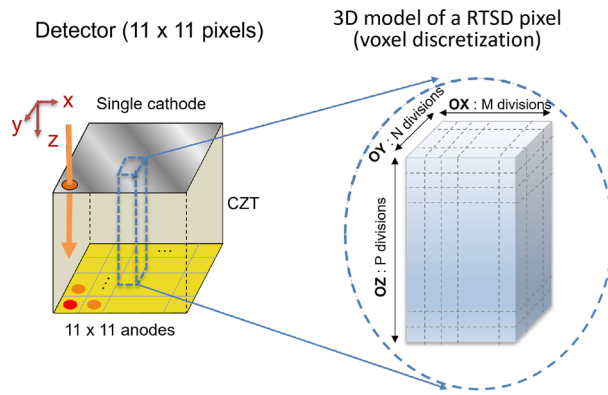 Detector (11 x 11 pixels)
3D model of a RTSD pixel
(voxel discretization)
x
y
z
Single cathode
CZT
...
...
11 x 11 anodes
OX : M divisions
OY : N divisions
OZ : P divisions